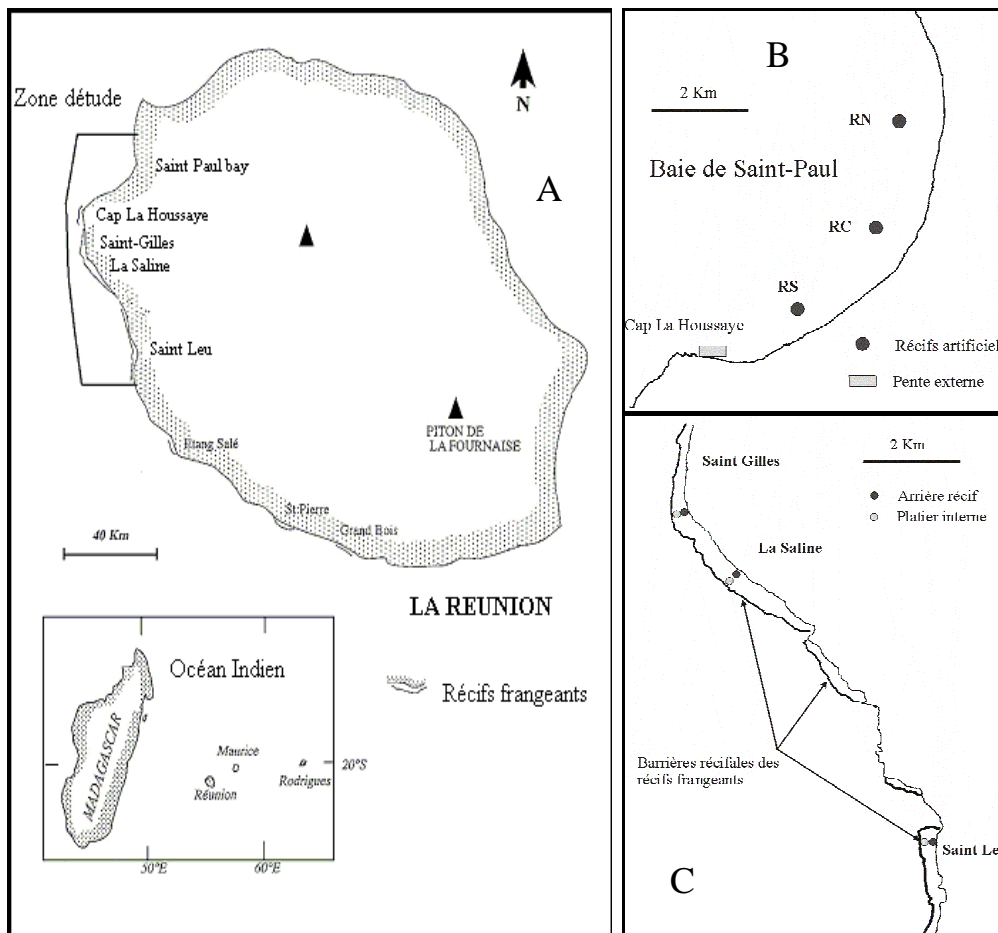 Zone détude
N
A
Saint Paul bay
Cap La Houssaye
Saint-Gilles
La Saline
Saint Leu
PITON DE
LA FOURNAISE
Etang Salé
St Pierre
Grand Bois
40 Km
LA REUNION
Récifs frangeants
Océan Indien
MADAGASCAR
Maurice
Réunion
Rodrigues
20°S
50°E
60°E
B
2 Km
RN
Baie de Saint-Paul
RC
RS
Cap La Houssaye
Récifs artificiel
Pente externe
Saint Gilles
2 Km
Arrière récif
Platier interne
La Saline
Barrières récifales des
récifs frangeants
Saint Le
C